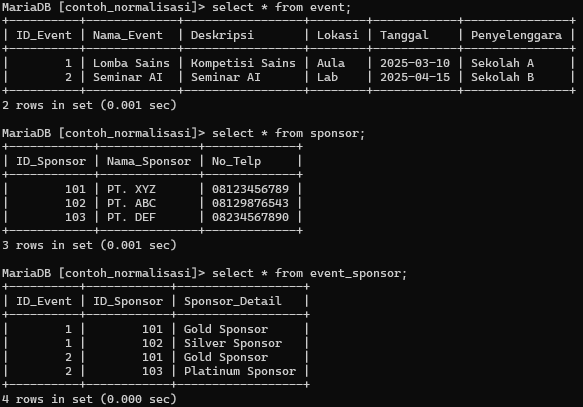 MariaDB [contoh_normalisasi]> select * from event;
+----------+--------------+------------------+--------+------------+---------------+
| ID_Event | Nama_Event   | Deskripsi        | Lokasi | Tanggal    | Penyelenggara |
+----------+--------------+------------------+--------+------------+---------------+
|        1 | Lomba Sains  | Kompetisi Sains  | Aula   | 2025-03-10 | Sekolah A     |
|        2 | Seminar AI   | Seminar AI       | Lab    | 2025-04-15 | Sekolah B     |
+----------+--------------+------------------+--------+------------+---------------+
2 rows in set (0.001 sec)

MariaDB [contoh_normalisasi]> select * from sponsor;
+------------+--------------+-------------+
| ID_Sponsor | Nama_Sponsor | No_Telp     |
+------------+--------------+-------------+
|        101 | PT. XYZ      | 08123456789 |
|        102 | PT. ABC      | 08129876543 |
|        103 | PT. DEF      | 08234567890 |
+------------+--------------+-------------+
3 rows in set (0.001 sec)

MariaDB [contoh_normalisasi]> select * from event_sponsor;
+----------+------------+------------------+
| ID_Event | ID_Sponsor | Sponsor_Detail   |
+----------+------------+------------------+
|        1 |        101 | Gold Sponsor     |
|        1 |        102 | Silver Sponsor   |
|        2 |        101 | Gold Sponsor     |
|        2 |        103 | Platinum Sponsor |
+----------+------------+------------------+
4 rows in set (0.000 sec)